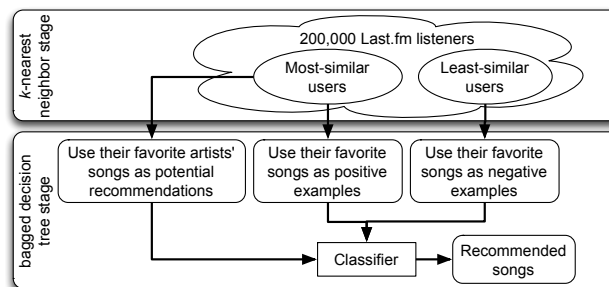 k-nearest
neighbor stage
200,000 Last.fm listeners
Most-similar
users
Least-similar
users
bagged decision
tree stage
Use their favorite artists'
songs as potential
recommendations
Use their favorite
songs as positive
examples
Use their favorite
songs as negative
examples
Classifier
Recommended
songs